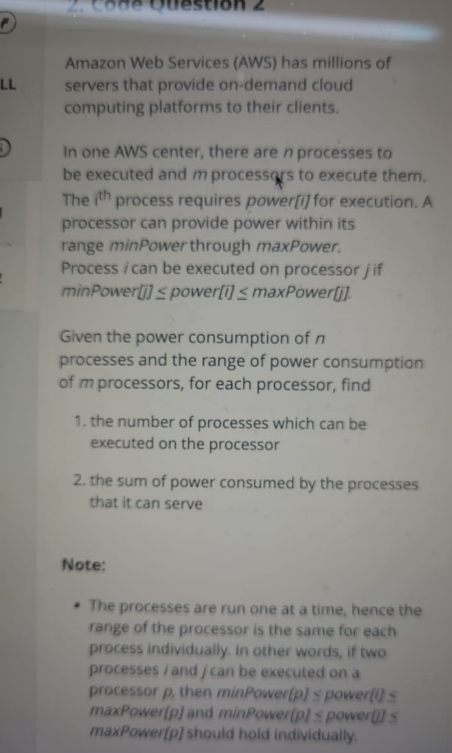 2. Code Question 2
LL
Amazon Web Services (AWS) has millions of
servers that provide on-demand cloud
computing platforms to their clients.
In one AWS center, there are n processes to
be executed and m processors to execute them.
The ith process requires power[i] for execution. A
processor can provide power within its
range minPower through maxPower.
Process i can be executed on processor j if
minPower[j] ≤ power[i] ≤ maxPower[j].
Given the power consumption of n
processes and the range of power consumption
of m processors, for each processor, find
1. the number of processes which can be
executed on the processor
2. the sum of power consumed by the processes
that it can serve
Note:
• The processes are run one at a time, hence the
range of the processor is the same for each
process individually. In other words, if two
processes i and j can be executed on a
processor p, then minPower[p] ≤ power[i] ≤
maxPower[p] and minPower[p] ≤ power[j] ≤
maxPower[p] should hold individually.